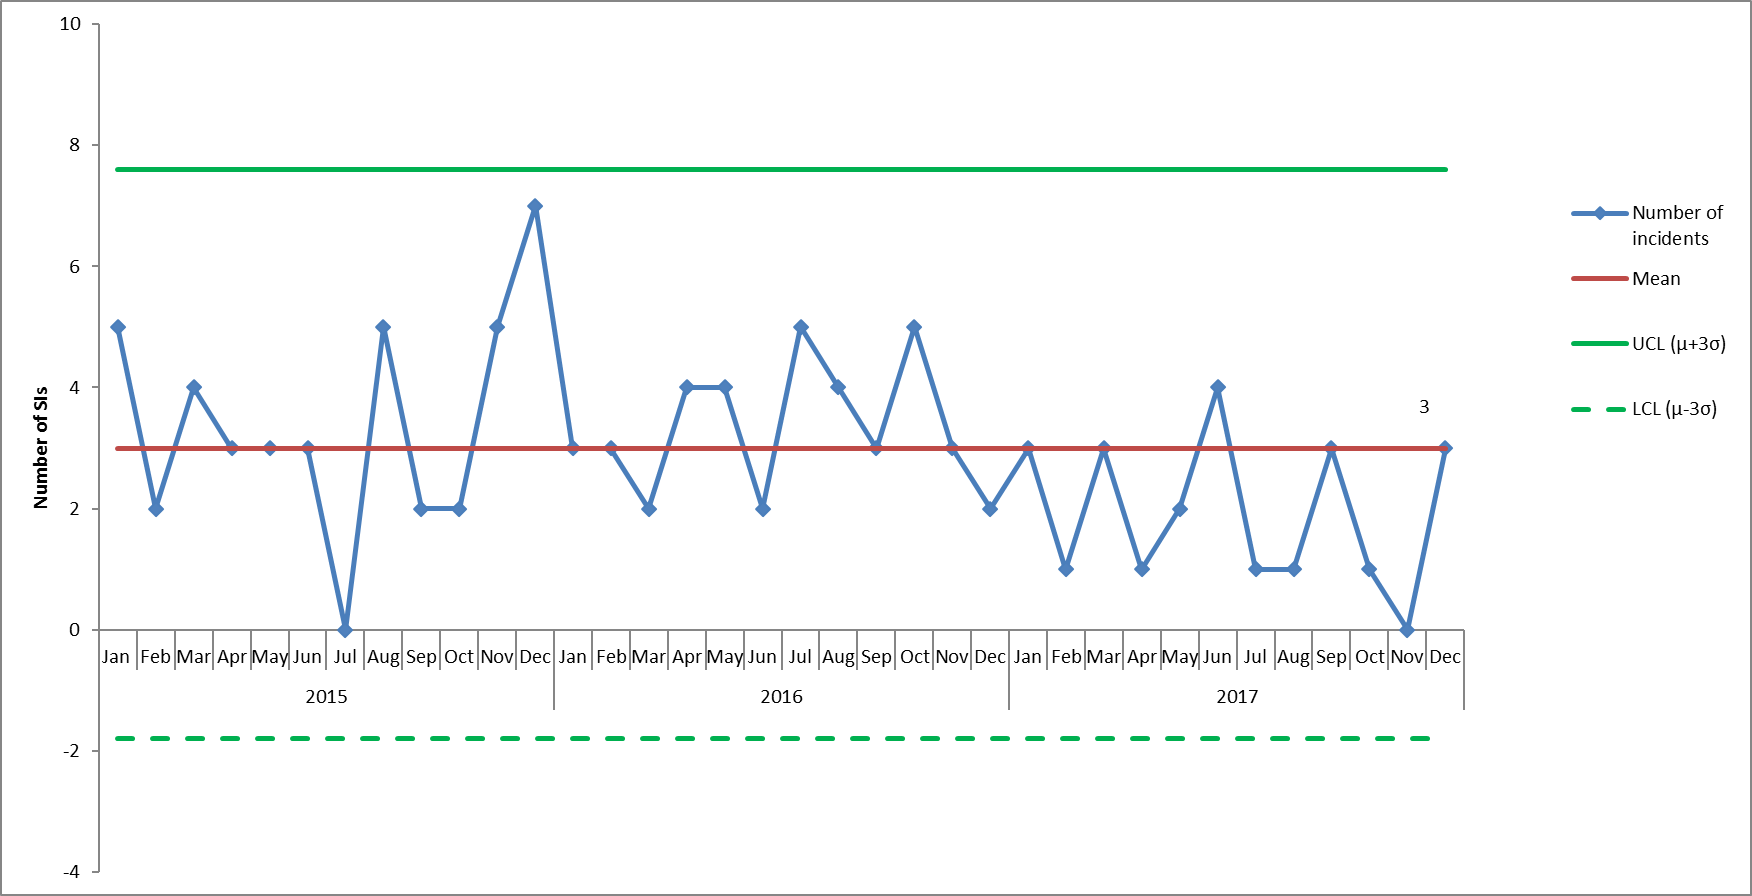 10
8
6
4
2
0
-2
-4
Number of SIs
3
Jan Feb Mar Apr May Jun Jul Aug Sep Oct Nov Dec Jan Feb Mar Apr May Jun Jul Aug Sep Oct Nov Dec Jan Feb Mar Apr May Jun Jul Aug Sep Oct Nov Dec
2015 2016 2017
Number of
incidents
Mean
UCL (μ+3σ)
LCL (μ-3σ)